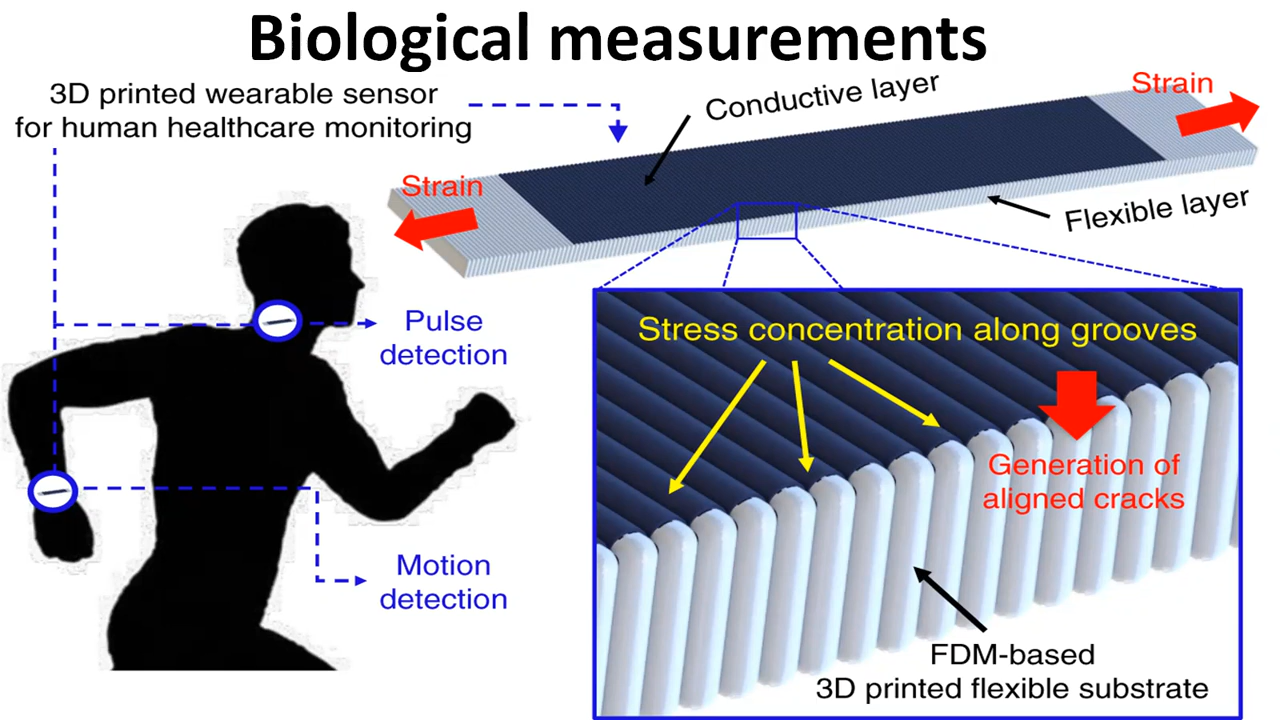 Biological measurements
3D printed wearable sensor
for human healthcare monitoring
Conductive layer
Strain
Strain
Flexible layer
Pulse
detection
Stress concentration along grooves
Generation of
aligned cracks
Motion
detection
FDM-based
3D printed flexible substrate